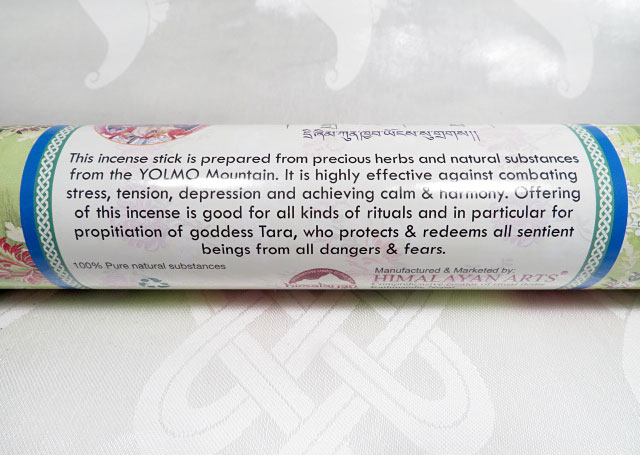 This incense stick is prepared from precious herbs and natural substances
from the YOLMO Mountain. It is highly effective against combating
stress, tension, depression and achieving calm & harmony. Offering
of this incense is good for all kinds of rituals and in particular for
propitiation of goddess Tara, who protects & redeems all sentient
beings from all dangers & fears.
100% Pure natural substances
Manufactured & Marketed by:
HIMALAYAN ARTS®